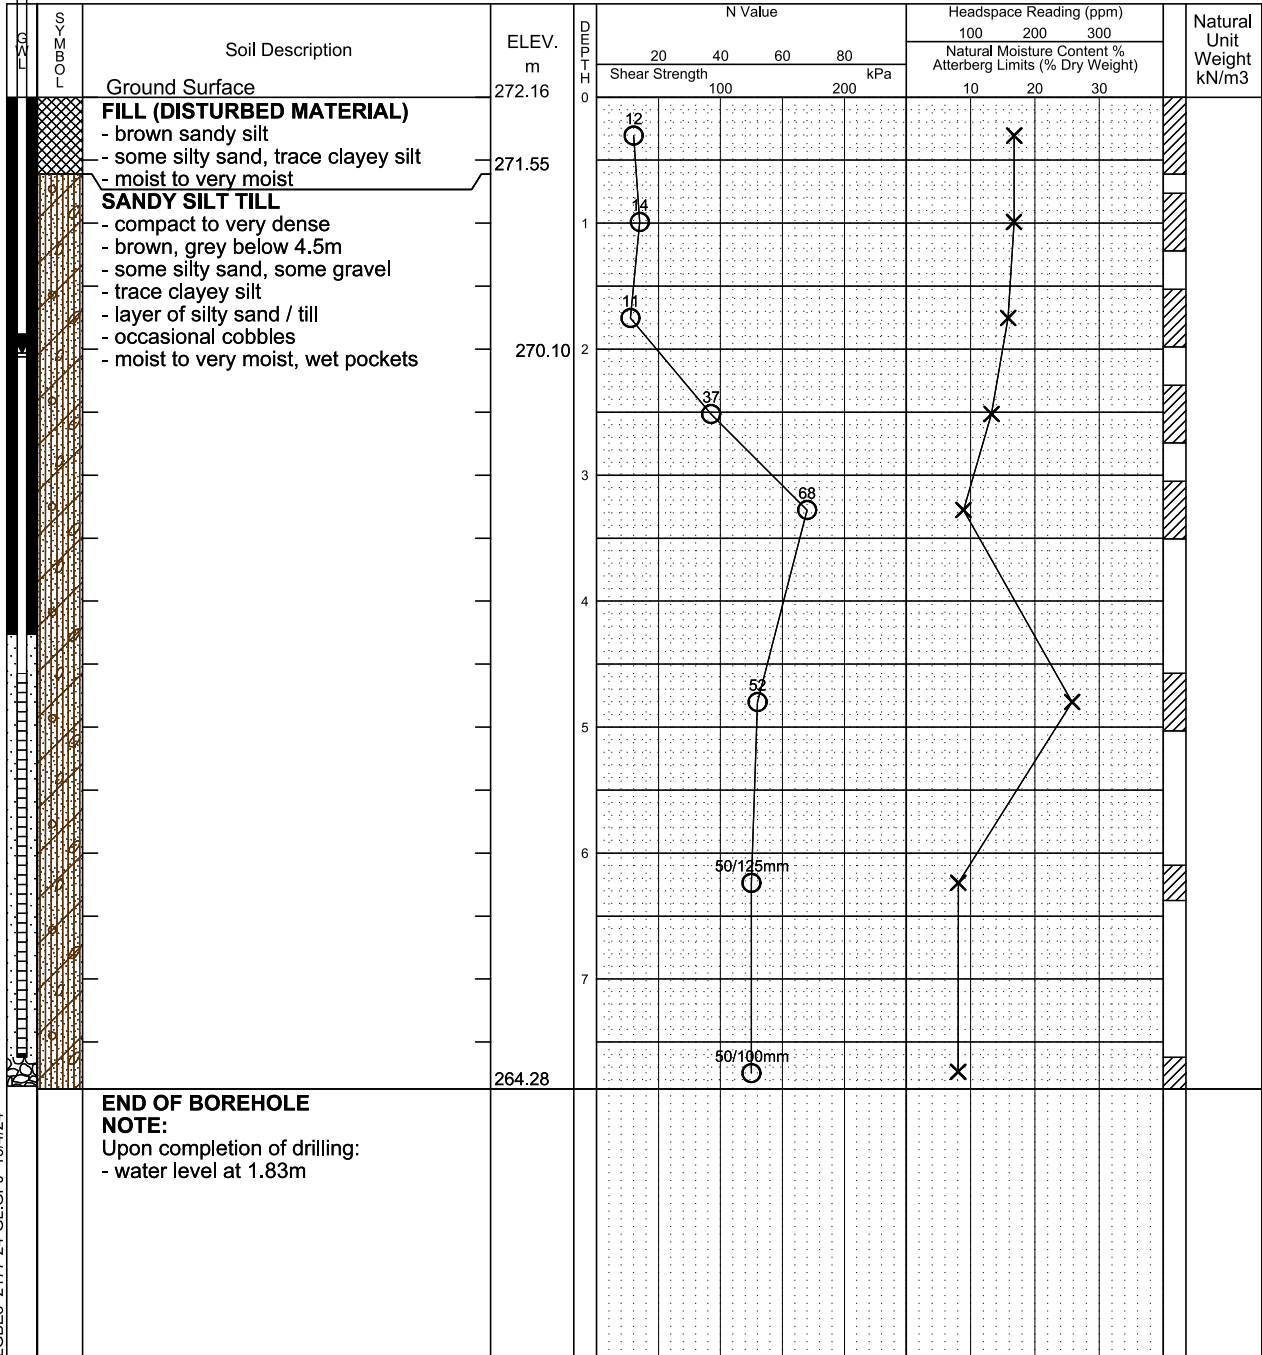 GWL
SYMBOL
Soil Description
ELEV.
m
DEPTH
N Value
20 40 60 80
Shear Strength kPa
100 200
Headspace Reading (ppm)
100 200 300
Natural Moisture Content %
Atterberg Limits (% Dry Weight)
10 20 30
Natural
Unit
Weight
kN/m3
Ground Surface
272.16
0
FILL (DISTURBED MATERIAL)
- brown sandy silt
- some silty sand, trace clayey silt
- moist to very moist
271.55
SANDY SILT TILL
- compact to very dense
- brown, grey below 4.5m
- some silty sand, some gravel
- trace clayey silt
- layer of silty sand / till
- occasional cobbles
- moist to very moist, wet pockets
270.10
12
14
1
11
2
37
3
68
4
52
5
6
50/125mm
7
50/100mm
264.28
END OF BOREHOLE
NOTE:
Upon completion of drilling:
- water level at 1.83m